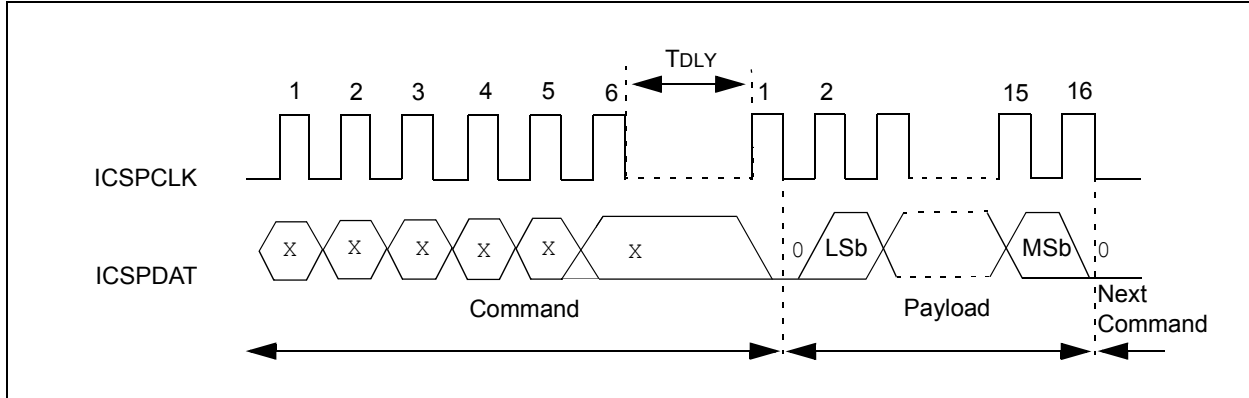 TDLY
1 2 3 4 5 6 1 2 15 16
ICSPCLK
X X X X X X 0 LSb MSb 0
ICSPDAT
Command Payload Next
Command